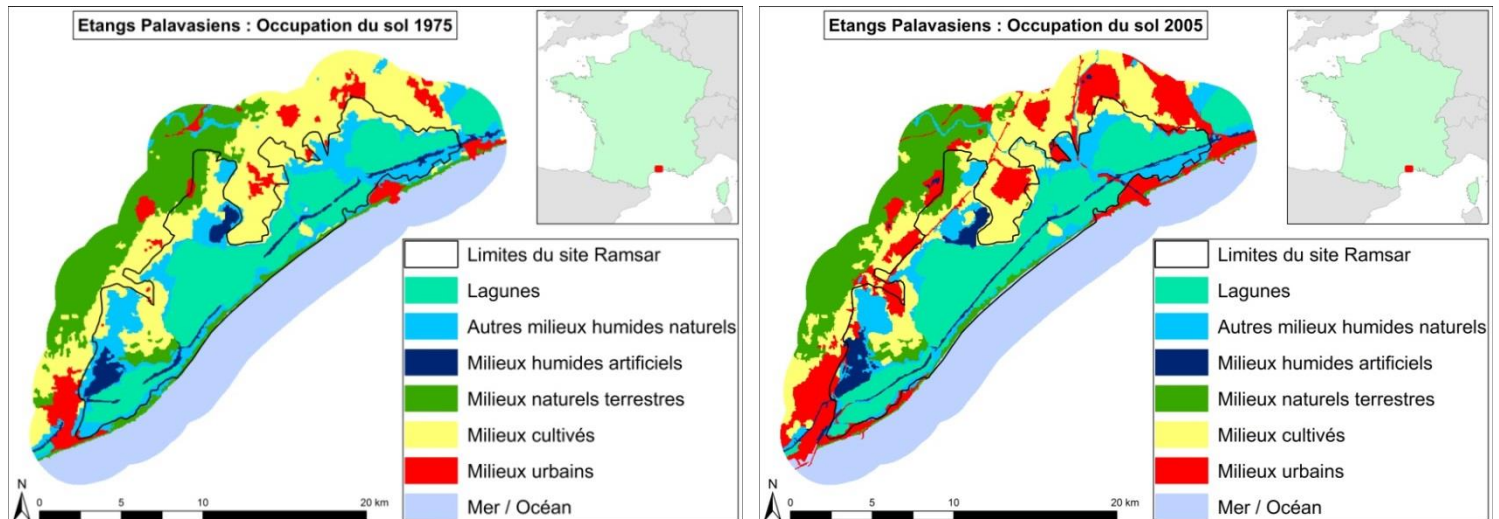 Etangs Palavasiens : Occupation du sol 1975
Limites du site Ramsar
Lagunes
Autres milieux humides naturels
Milieux humides artificiels
Milieux naturels terrestres
Milieux cultivés
Milieux urbains
Mer / Océan
N
0 5 10 20 km
Etangs Palavasiens : Occupation du sol 2005
Limites du site Ramsar
Lagunes
Autres milieux humides naturels
Milieux humides artificiels
Milieux naturels terrestres
Milieux cultivés
Milieux urbains
Mer / Océan
N
0 5 10 20 km